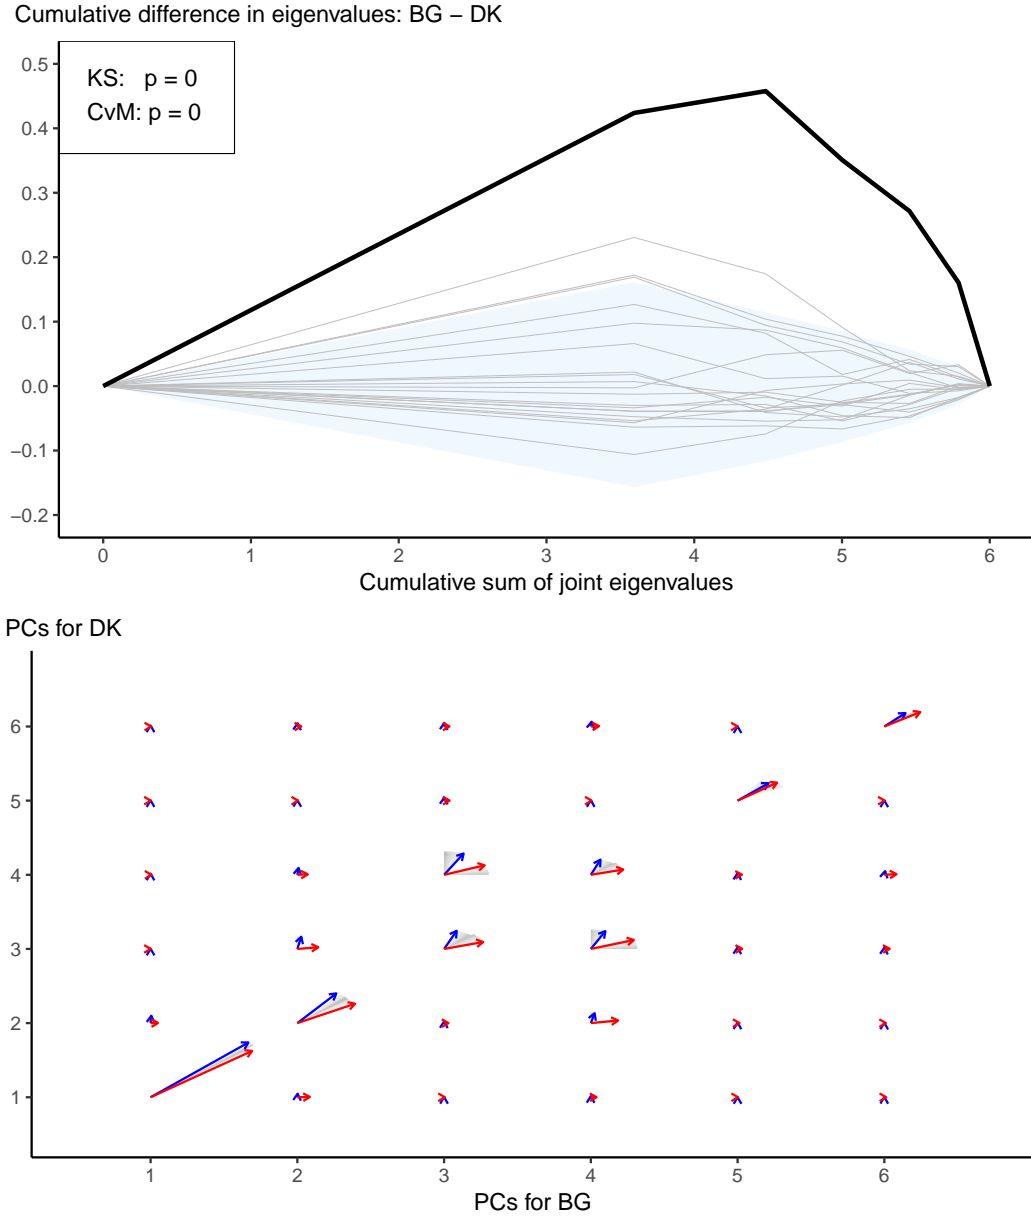 Cumulative difference in eigenvalues: BG − DK
KS: p = 0
CvM: p = 0
0.5
0.4
0.3
0.2
0.1
0.0
−0.1
−0.2
0 1 2 3 4 5 6
Cumulative sum of joint eigenvalues
PCs for DK
6
5
4
3
2
1
1 2 3 4 5 6
PCs for BG